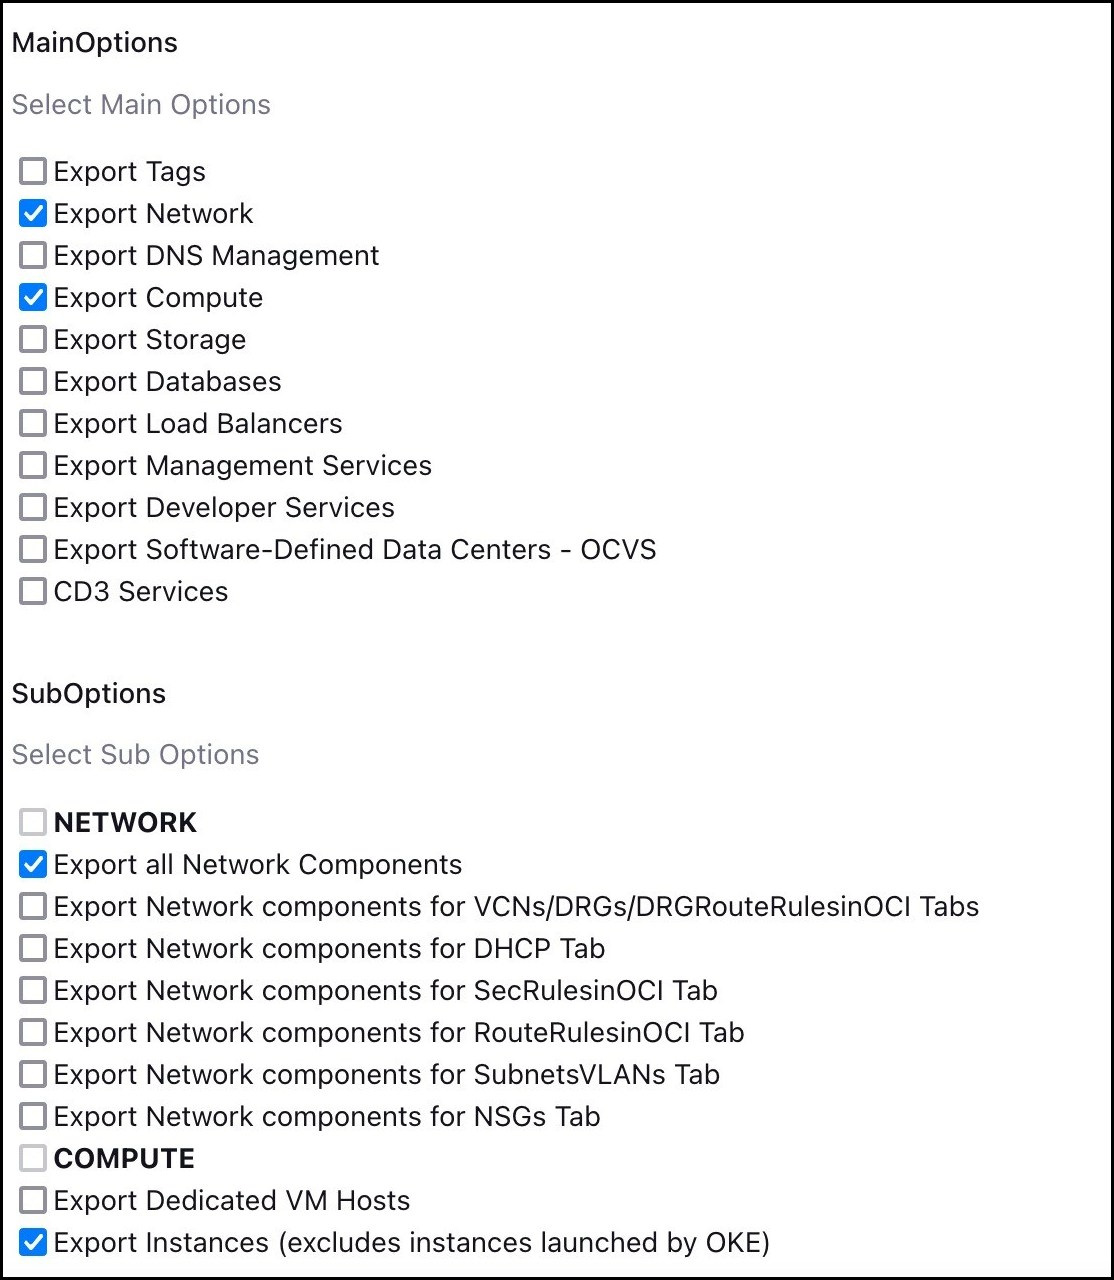 MainOptions
Select Main Options
Export Tags
Export Network
Export DNS Management
Export Compute
Export Storage
Export Databases
Export Load Balancers
Export Management Services
Export Developer Services
Export Software-Defined Data Centers - OCVS
CD3 Services
SubOptions
Select Sub Options
NETWORK
Export all Network Components
Export Network components for VCNs/DRGs/DRGRouteRulesinOCI Tabs
Export Network components for DHCP Tab
Export Network components for SecRulesinOCI Tab
Export Network components for RouteRulesinOCI Tab
Export Network components for SubnetsVLANs Tab
Export Network components for NSGs Tab
COMPUTE
Export Dedicated VM Hosts
Export Instances (excludes instances launched by OKE)